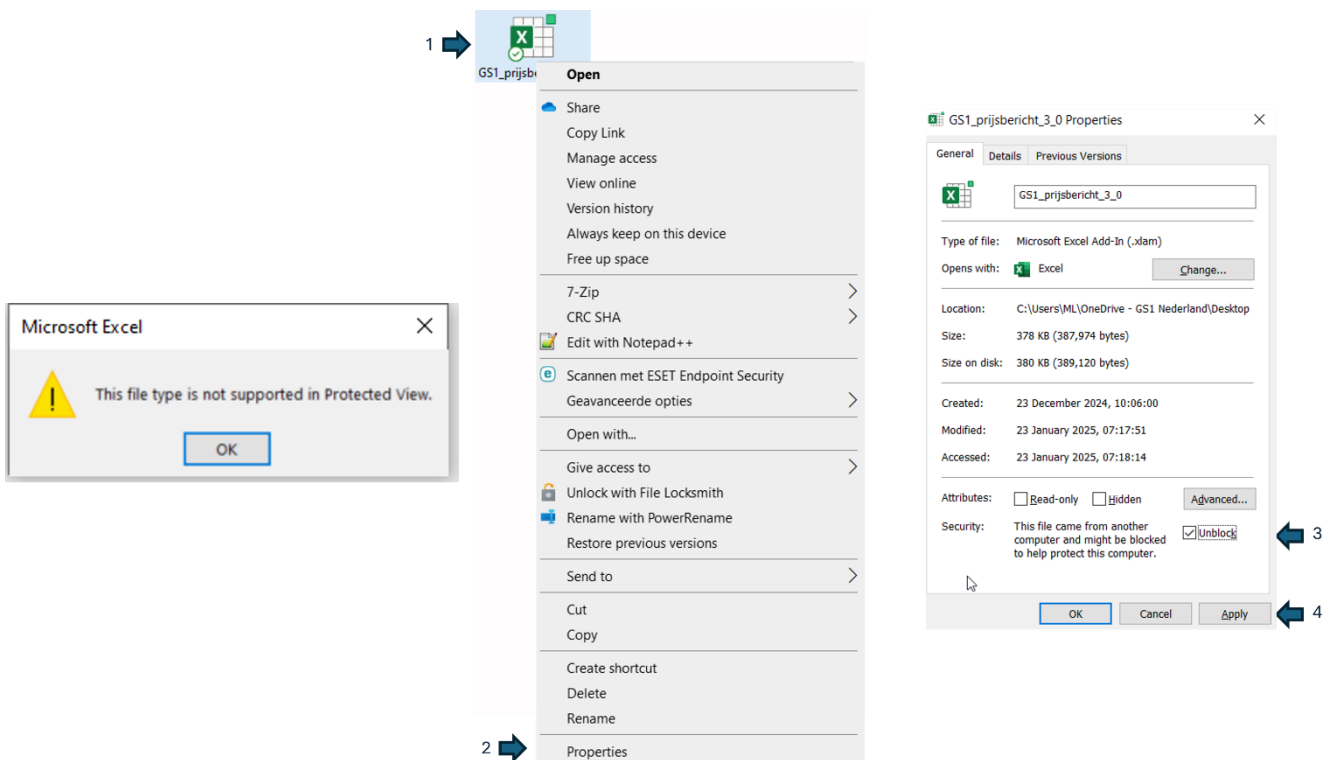 Microsoft Excel
This file type is not supported in Protected View.
OK
1
GS1_prijsbe
Open
Share
Copy Link
Manage access
View online
Version history
Always keep on this device
Free up space
7-Zip
CRC SHA
Edit with Notepad++
Scannen met ESET Endpoint Security
Geavanceerde opties
Open with...
Give access to
Unlock with File Locksmith
Rename with PowerRename
Restore previous versions
Send to
Cut
Copy
Create shortcut
Delete
Rename
2
Properties
GS1_prijsbericht_3_0 Properties
General Details Previous Versions
GS1_prijsbericht_3_0
Type of file: Microsoft Excel Add-In (.xlam)
Opens with: Excel Change...
Location: C:\Users\ML\OneDrive - GS1 Nederland\Desktop
Size: 378 KB (387,974 bytes)
Size on disk: 380 KB (389,120 bytes)
Created: 23 December 2024, 10:06:00
Modified: 23 January 2025, 07:17:51
Accessed: 23 January 2025, 07:18:14
Attributes: Read-only Hidden Advanced...
Security: This file came from another
computer and might be blocked
to help protect this computer.
Unblock
3
OK Cancel Apply
4